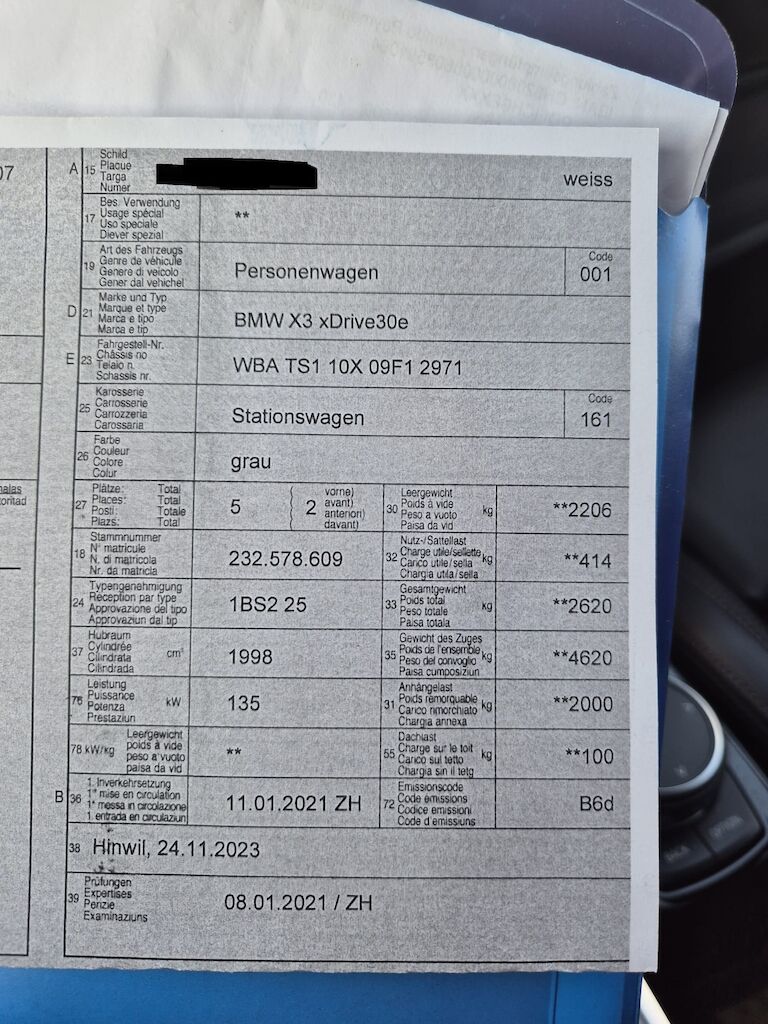 07
A 15 Schild
Plaque
Targa
Numer
weiss
17 Bes. Verwendung
Usage spécial
Uso speciale
Diever spezial
**
19 Art des Fahrzeugs
Genre de véhicule
Genere di veicolo
Gener dal vehichel
Personenwagen
Code
001
D 21 Marke und Typ
Marque et type
Marca e tipo
Marca e tip
BMW X3 xDrive30e
E 23 Fahrgestell-Nr.
Châssis no
Telaio n.
Schassis nr.
WBA TS1 10X 09F1 2971
25 Karosserie
Carrosserie
Carrozzeria
Carossaria
Stationswagen
Code
161
26 Farbe
Couleur
Colore
Colur
grau
27 Plätze: Total
Places: Total
Posti: Totale
Plazs: Total
5
( 2 vorne)
avant)
anteriori)
davant)
30 Leergewicht
Poids à vide
Peso a vuoto
Paisa da vid
kg
**2206
18 Stammnummer
N° matricule
N. di matricola
Nr. da matricla
232.578.609
32 Nutz-/Sattellast
Charge utile/sellette
Carico utile/sella
Chargia utila/sella
kg
**414
24 Typengenehmigung
Réception par type
Approvazione del tipo
Approvaziun dal tip
1BS2 25
33 Gesamtgewicht
Poids total
Peso totale
Paisa totala
kg
**2620
37 Hubraum
Cylindrée
Cilindrata
Cilindrada
cm³
1998
35 Gewicht des Zuges
Poids de l'ensemble
Peso del convoglio
Paisa cumposiziun
kg
**4620
76 Leistung
Puissance
Potenza
Prestaziun
kW
135
31 Anhängelast
Poids remorquable
Carico rimorchiato
Chargia annexa
kg
**2000
78 kW/kg Leergewicht
poids à vide
peso a vuoto
paisa da vid
**
55 Dachlast
Charge sur le toit
Carico sul tetto
Chargia sin il tetg
kg
**100
B 36 1. Inverkehrsetzung
1re mise en circulation
1a messa in circolazione
1. entrada en circulaziun
11.01.2021 ZH
72 Emissionscode
Code émissions
Codice emissioni
Code d'emissiuns
B6d
38 Hinwil, 24.11.2023
39 Prüfungen
Expertises
Perizie
Examinaziuns
08.01.2021 / ZH